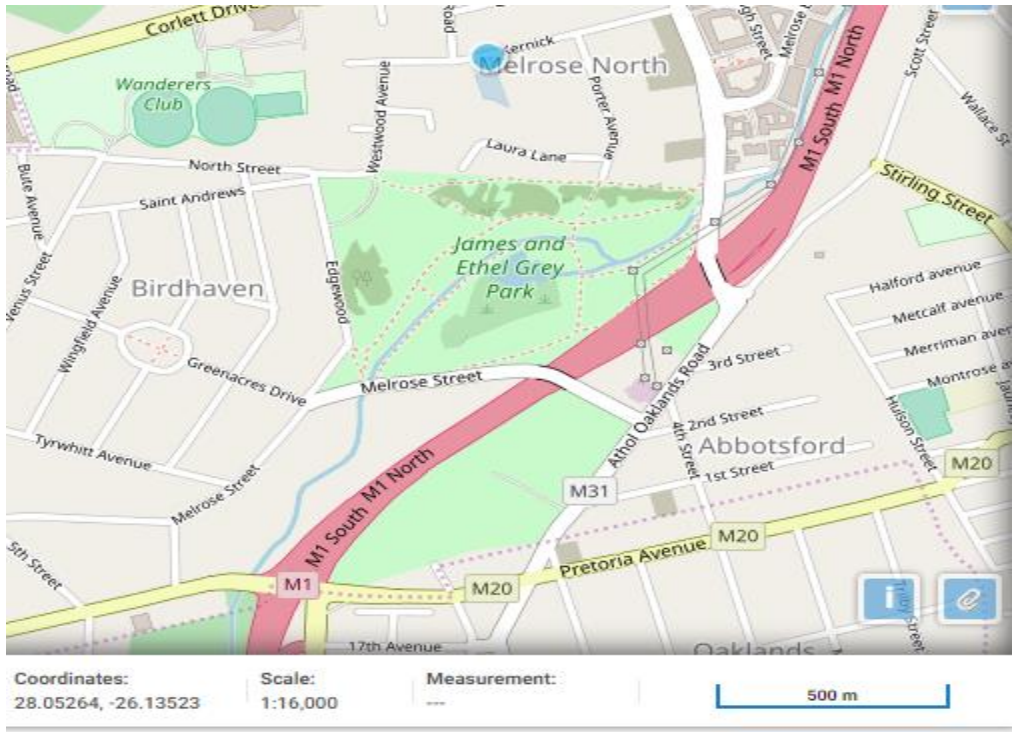 Corlett Drive
Road
Kernick
Melrose North
Scott Street
Wanderers
Club
Westwood Avenue
Porter Avenue
M1 South M1 North
Wallace St
Laura Lane
North Street
Bute Avenue
Saint Andrews
Stirling Street
James and
Ethel Grey
Park
Birdhaven
Edgewood
Venus Street
Wingfield Avenue
Halford avenue
Metcalf avenue
Merriman aven
Montrose a
Greenacres Drive
Melrose Street
3rd Street
Athol Oaklands Road
2nd Street
4th Street
Abbotsford
1st Street
Hulson Street
Tyrwhitt Avenue
M1 South M1 North
M31
M20
Melrose Street
M20
5th Street
Pretoria Avenue
M1
M20
i
17th Avenue
Oaklands
Coordinates:
28.05264, -26.13523
Scale:
1:16,000
Measurement:
---
500 m